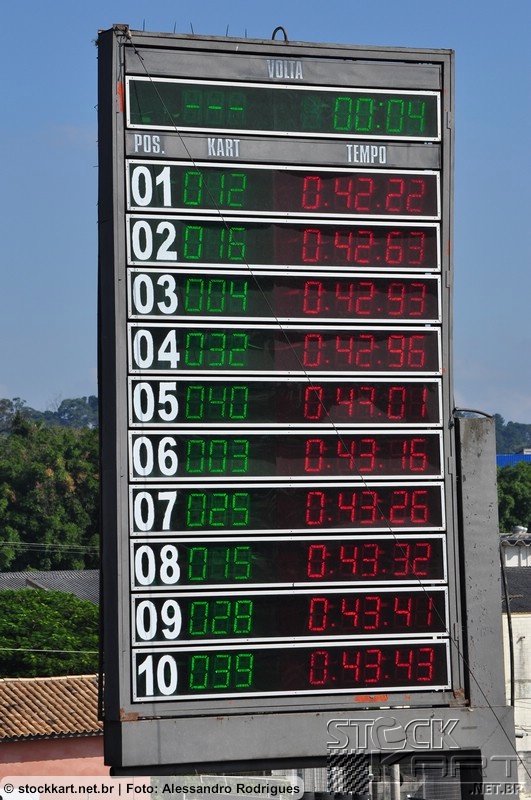 VOLTA
--- 00:04
POS. KART TEMPO
01 012 0.42.22
02 016 0.42.63
03 004 0.42.93
04 032 0.42.96
05 040 0.43.01
06 003 0.43.16
07 025 0.43.26
08 015 0.43.32
09 028 0.43.41
10 039 0.43.43
STOCK
KART
.NET.BR
© stockkart.net.br | Foto: Alessandro Rodrigues